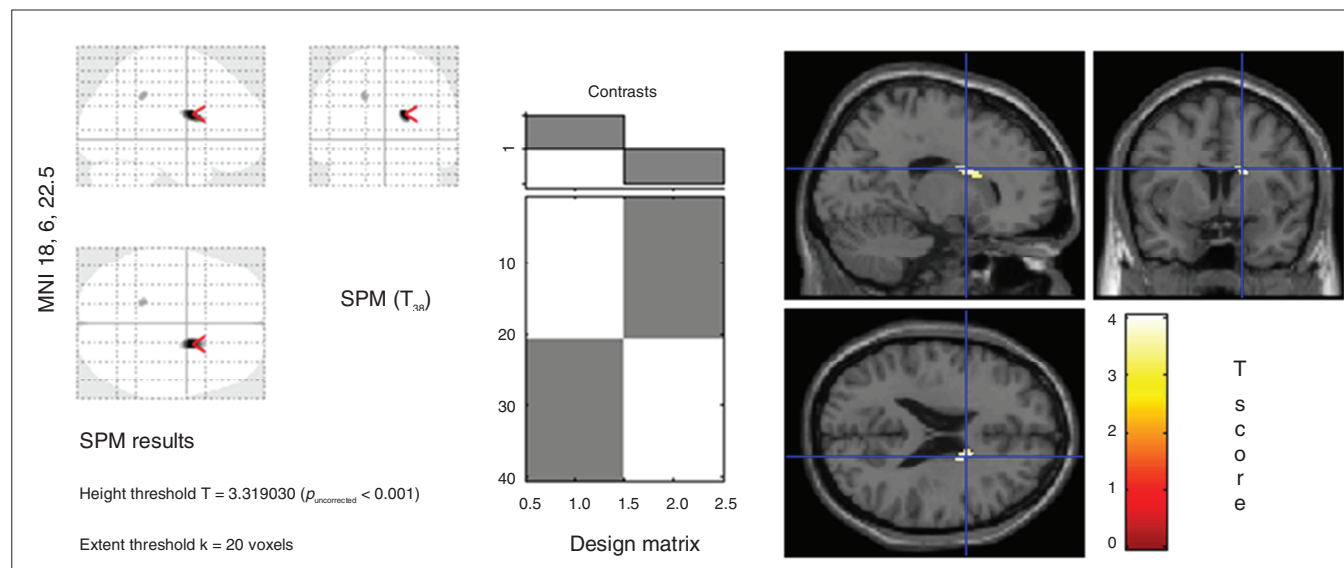 MNI 18, 6, 22.5
SPM (T38)
SPM results
Height threshold T = 3.319030 (puncorrected < 0.001)
Extent threshold k = 20 voxels
Contrasts
1
10
20
30
40
0.5 1.0 1.5 2.0 2.5
Design matrix
4
3
2
1
0
T
s
c
o
r
e